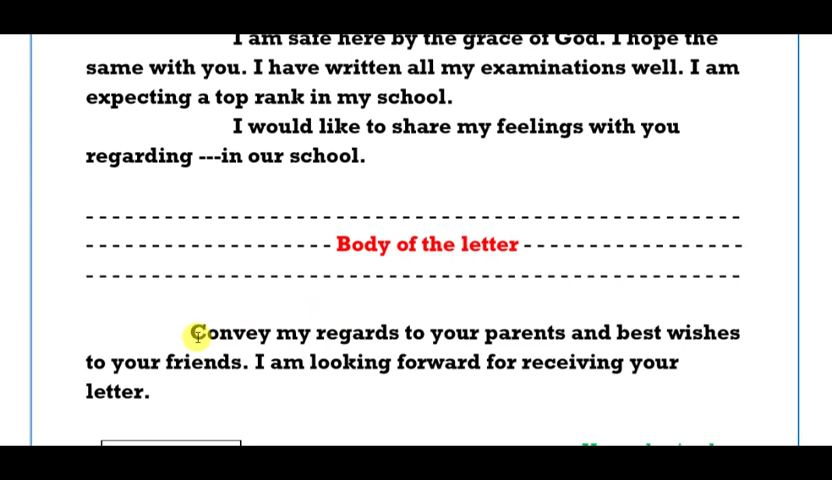 I am safe here by the grace of God. I hope the
same with you. I have written all my examinations well. I am
expecting a top rank in my school.
I would like to share my feelings with you
regarding ---in our school.
- - - - - - - - - - - - - - - - - - - - - - - - - - - - - - - - - - - - - - - - - - - - - - - - - -
- - - - - - - - - - - - - - - - - - - Body of the letter - - - - - - - - - - - - - - - - -
- - - - - - - - - - - - - - - - - - - - - - - - - - - - - - - - - - - - - - - - - - - - - - - - - -
Convey my regards to your parents and best wishes
to your friends. I am looking forward for receiving your
letter.